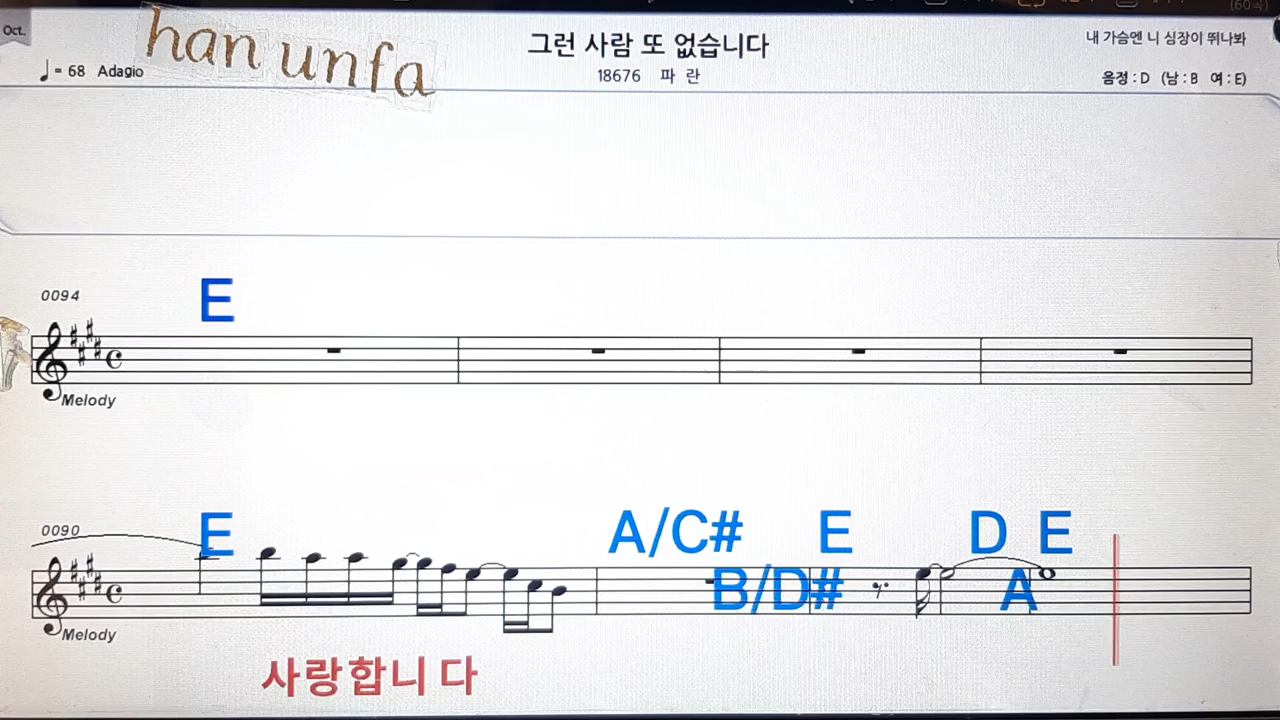 Oct.
han unfa
그런 사람 또 없습니다
내 가슴엔 니 심장이 뛰나봐
♩= 68 Adagio
18676 파 란
음정 : D (남 : B 여 : E)
0094
E
Melody
0090
E A/C# E D E
B/D# A
Melody
사랑합니 다